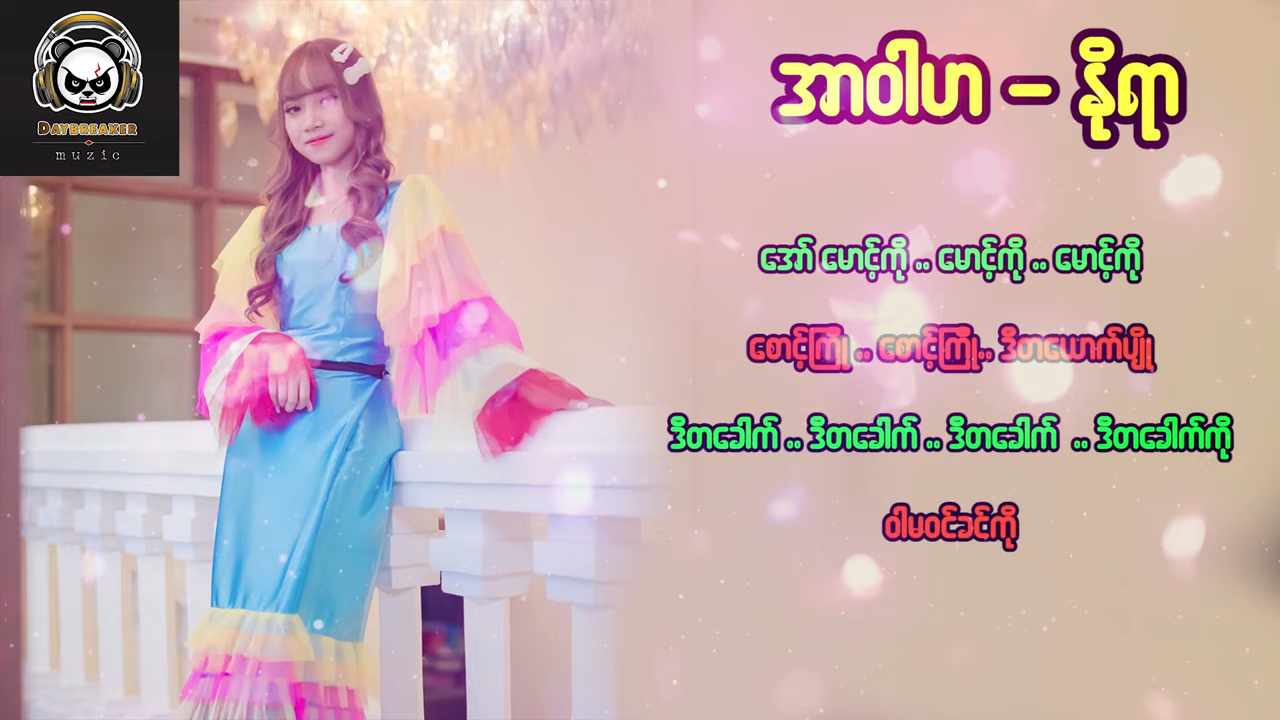 DAYBREAKER
muzic
အာဝါဟ - နိုရာ
အော် မောင့်ကို .. မောင့်ကို .. မောင့်ကို
စောင့်ကြို .. စောင့်ကြို.. ဒီတယောက်ပျို
ဒီတခေါက် .. ဒီတခေါက် .. ဒီတခေါက် .. ဒီတခေါက်ကို
ဝါမဝင်ခင်ကို